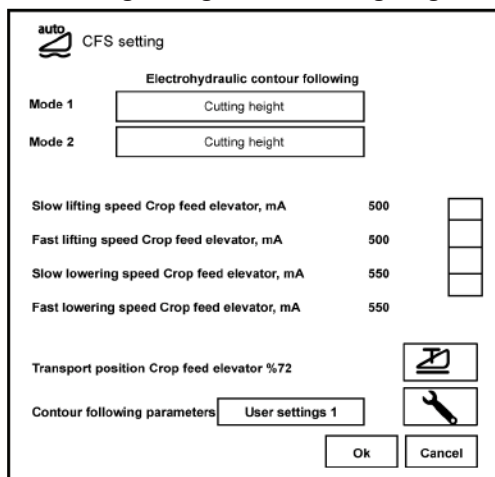 auto
CFS setting
Electrohydraulic contour following
Mode 1 Cutting height
Mode 2 Cutting height
Slow lifting speed Crop feed elevator, mA 500
Fast lifting speed Crop feed elevator, mA 500
Slow lowering speed Crop feed elevator, mA 550
Fast lowering speed Crop feed elevator, mA 550
Transport position Crop feed elevator %72
Contour following parameters User settings 1
Ok Cancel